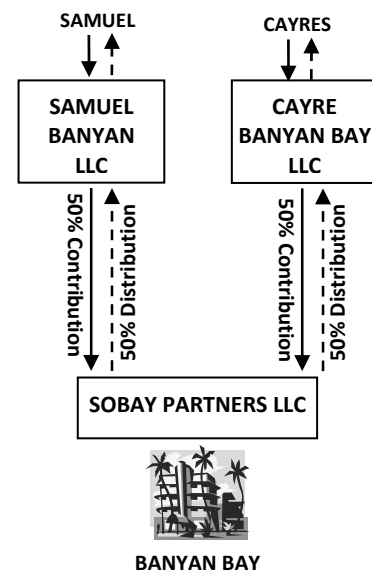 SAMUEL
CAYRES
SAMUEL
BANYAN
LLC
CAYRE
BANYAN BAY
LLC
50% Contribution
50% Distribution
50% Contribution
50% Distribution
SOBAY PARTNERS LLC
BANYAN BAY